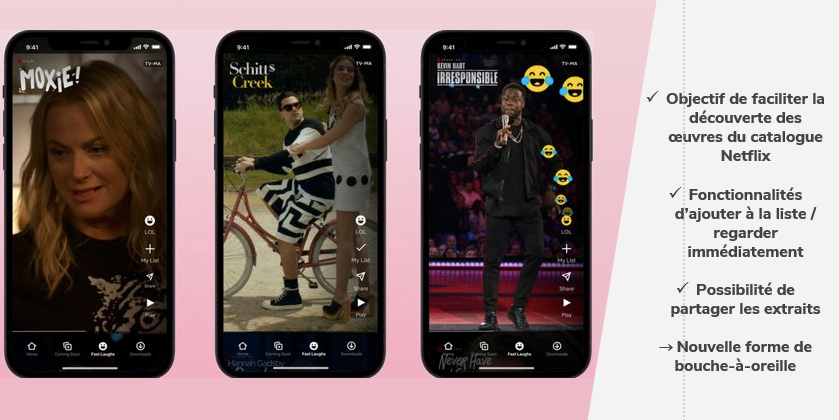 9:41
FILM
MOXIE!
TV-MA
LOL
My List
Share
Play
Home
Coming Soon
Fast Laughs
Downloads
9:41
Schitt's
Creek
TV-MA
LOL
My List
Share
Play
Home
Coming Soon
Fast Laughs
Downloads
Hannah Gadsby
9:41
KEVIN HART
IRRESPONSIBLE
TV-MA
LOL
My List
Share
Play
Home
Coming Soon
Fast Laughs
Downloads
Never Have
✓ Objectif de faciliter la
découverte des
œuvres du catalogue
Netflix
✓ Fonctionnalités
d'ajouter à la liste /
regarder
immédiatement
✓ Possibilité de
partager les extraits
→ Nouvelle forme de
bouche-à-oreille